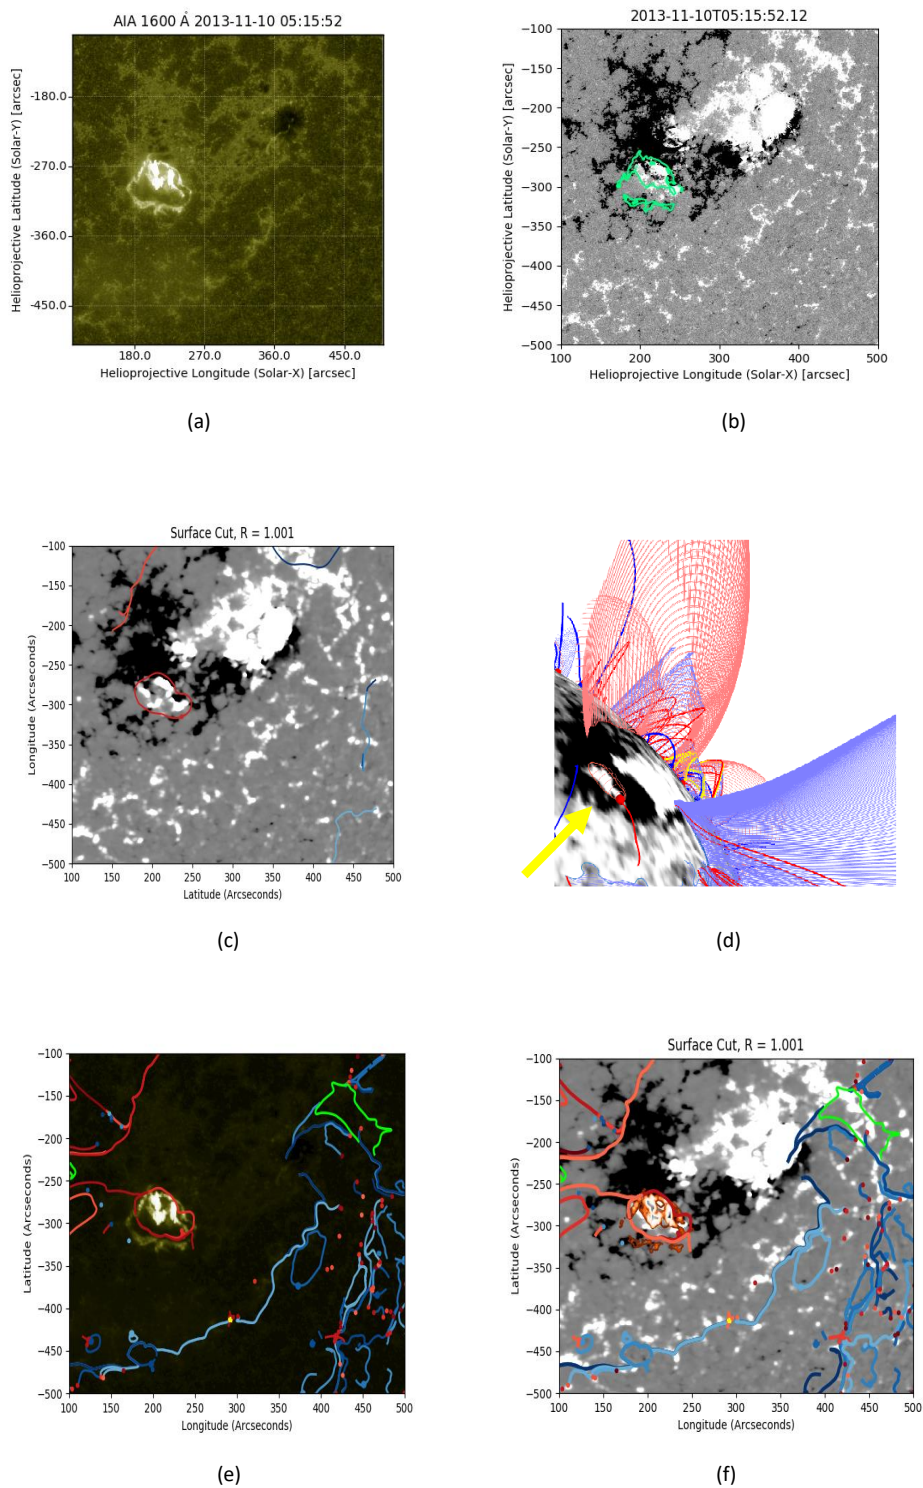 AIA 1600 Å 2013-11-10 05:15:52
Helioprojective Latitude (Solar-Y) [arcsec]
-180.0
-270.0
-360.0
-450.0
180.0 270.0 360.0 450.0
Helioprojective Longitude (Solar-X) [arcsec]
(a)
2013-11-10T05:15:52.12
Helioprojective Latitude (Solar-Y) [arcsec]
−100
−150
−200
−250
−300
−350
−400
−450
−500
100 200 300 400 500
Helioprojective Longitude (Solar-X) [arcsec]
(b)
Surface Cut, R = 1.001
Longitude (Arcseconds)
−100
−150
−200
−250
−300
−350
−400
−450
−500
100 150 200 250 300 350 400 450 500
Latitude (Arcseconds)
(c)
(d)
Latitude (Arcseconds)
−100
−150
−200
−250
−300
−350
−400
−450
−500
100 150 200 250 300 350 400 450 500
Longitude (Arcseconds)
(e)
Surface Cut, R = 1.001
Latitude (Arcseconds)
−100
−150
−200
−250
−300
−350
−400
−450
−500
100 150 200 250 300 350 400 450 500
Longitude (Arcseconds)
(f)